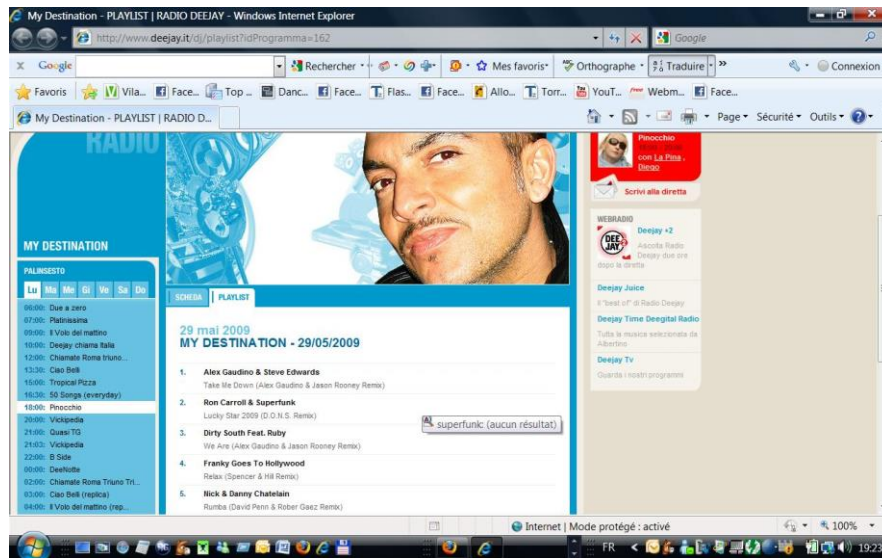 My Destination - PLAYLIST | RADIO DEEJAY - Windows Internet Explorer
http://www.deejay.it/dj/playlist?idProgramma=162
Google
x Google
Rechercher
Mes favoris
Orthographe
Traduire
Connexion
Favoris
Vila...
Face...
Top ...
Danc...
Face...
Flas...
Face...
Allo...
Torr...
YouT...
Webm...
Face...
My Destination - PLAYLIST | RADIO D...
Page
Sécurité
Outils
RADIO
MY DESTINATION
PALINSESTO
Lu Ma Me Gi Ve Sa Do
06:00: Due a zero
07:00: Platinissima
09:00: Il Volo del mattino
10:00: Deejay chiama Italia
12:00: Chiamate Roma triuno...
13:30: Ciao Belli
15:00: Tropical Pizza
16:30: 50 Songs (everyday)
18:00: Pinocchio
20:00: Vickipedia
21:00: Quasi TG
21:03: Vickipedia
22:00: B Side
00:00: DeeNotte
02:00: Chiamate Roma Triuno Tri...
03:00: Ciao Belli (replica)
04:00: Il Volo del mattino (rep...
SCHEDA
PLAYLIST
29 mai 2009
MY DESTINATION - 29/05/2009
1. Alex Gaudino & Steve Edwards
Take Me Down (Alex Gaudino & Jason Rooney Remix)
2. Ron Carroll & Superfunk
Lucky Star 2009 (D.O.N.S. Remix)
superfunk: (aucun résultat)
3. Dirty South Feat. Ruby
We Are (Alex Gaudino & Jason Rooney Remix)
4. Franky Goes To Hollywood
Relax (Spencer & Hill Remix)
5. Nick & Danny Chatelain
Rumba (David Penn & Rober Gaez Remix)
Pinocchio
con La Pina ,
Diego
Scrivi alla diretta
WEBRADIO
DEE JAY
Deejay +2
Ascolta Radio
Deejay due ore
dopo la diretta
Deejay Juice
Il "best of" di Radio Deejay
Deejay Time Deegital Radio
Tutta la musica selezionata da
Albertino
Deejay Tv
Guarda i nostri programmi
Internet | Mode protégé : activé
100%
FR
19:23